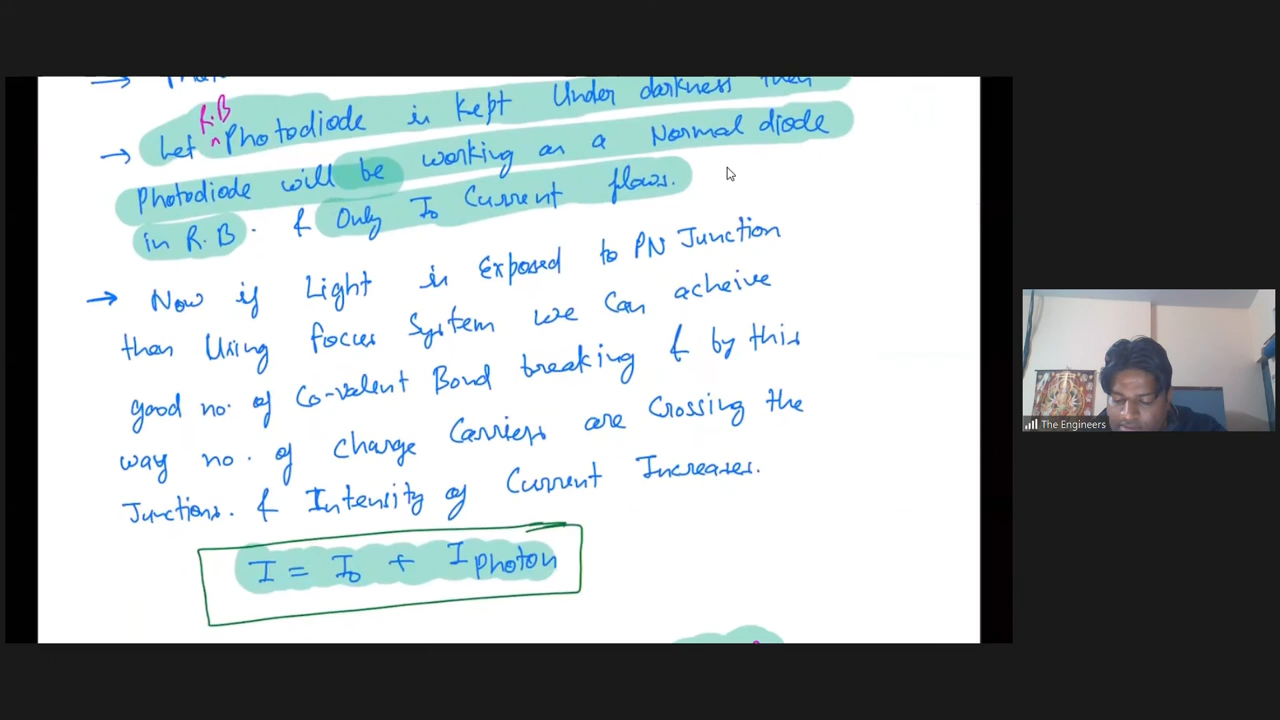 R.B
→ Let ^ Photodiode is kept Under darkness then
Photodiode will be working as a Normal diode
in R.B. & Only I0 Current flows.
→ Now if Light is Exposed to PN Junction
than Using focus System we Can acheive
good no. of Co-valent Bond breaking & by this
way no. of charge Carriers are Crossing the
Junctions. & Intensity of Current Increases.
I = I0 + I photon
The Engineers